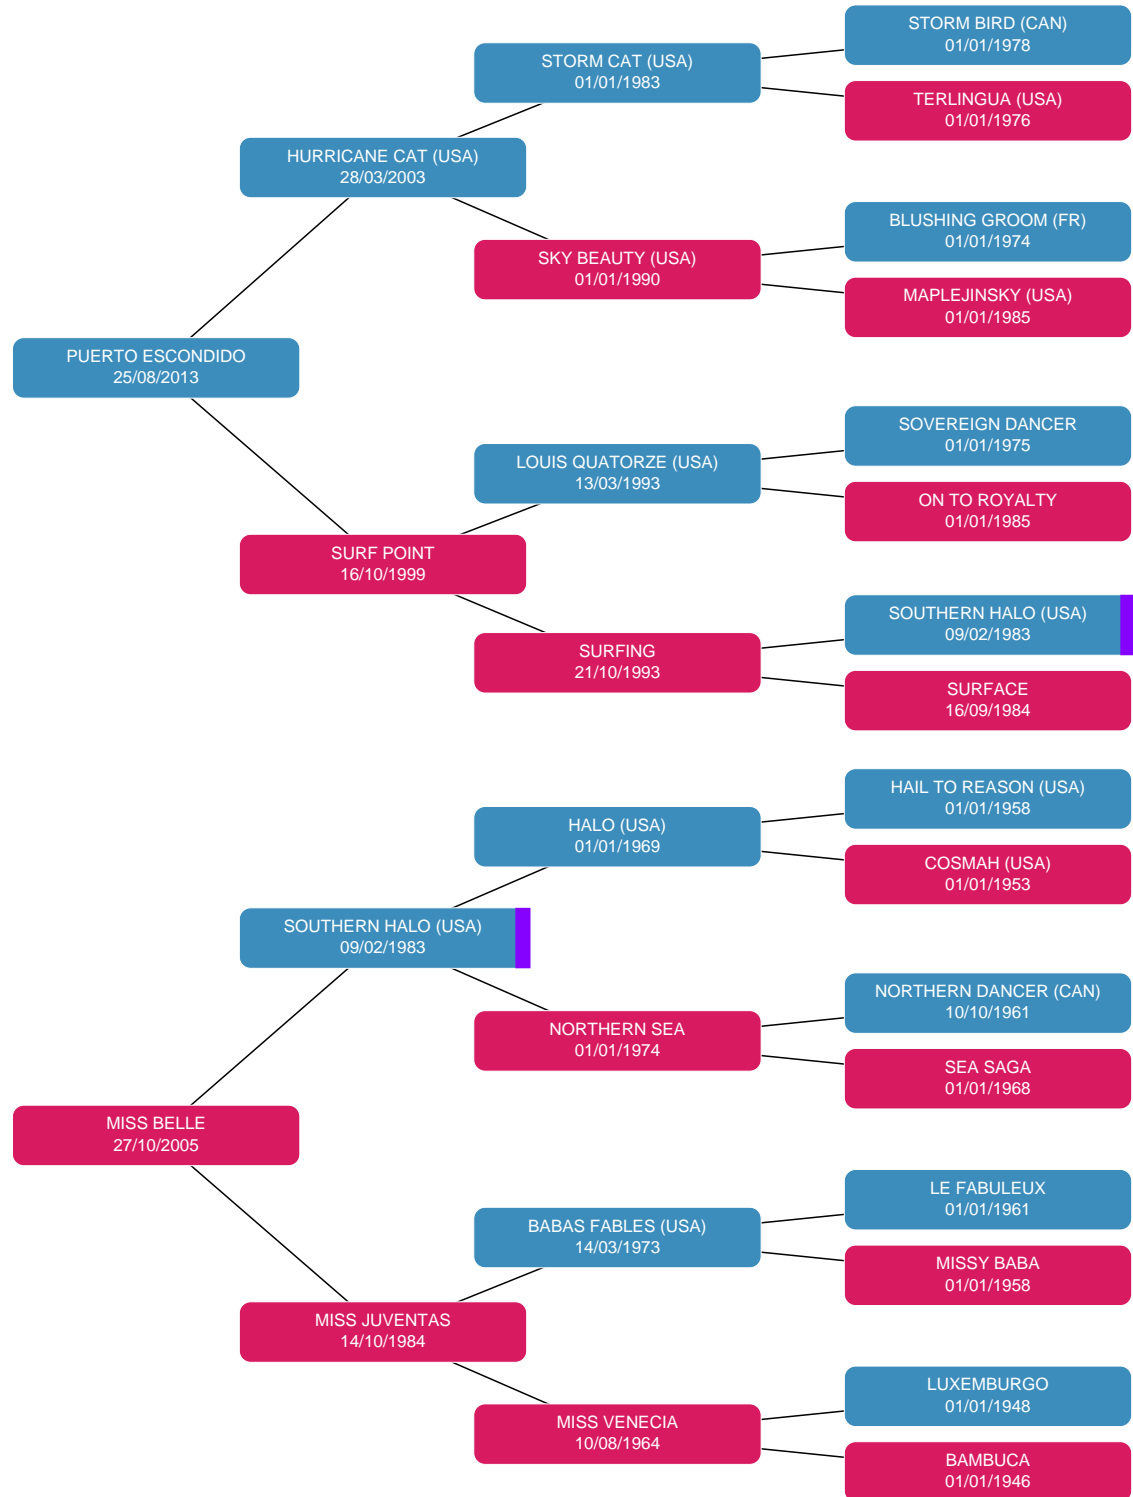 STORM BIRD (CAN)
01/01/1978
STORM CAT (USA)
01/01/1983
TERLINGUA (USA)
01/01/1976
HURRICANE CAT (USA)
28/03/2003
BLUSHING GROOM (FR)
01/01/1974
SKY BEAUTY (USA)
01/01/1990
MAPLEJINSKY (USA)
01/01/1985
PUERTO ESCONDIDO
25/08/2013
SOVEREIGN DANCER
01/01/1975
LOUIS QUATORZE (USA)
13/03/1993
ON TO ROYALTY
01/01/1985
SURF POINT
16/10/1999
SOUTHERN HALO (USA)
09/02/1983
SURFING
21/10/1993
SURFACE
16/09/1984
HAIL TO REASON (USA)
01/01/1958
HALO (USA)
01/01/1969
COSMAH (USA)
01/01/1953
SOUTHERN HALO (USA)
09/02/1983
NORTHERN DANCER (CAN)
10/10/1961
NORTHERN SEA
01/01/1974
SEA SAGA
01/01/1968
MISS BELLE
27/10/2005
LE FABULEUX
01/01/1961
BABAS FABLES (USA)
14/03/1973
MISSY BABA
01/01/1958
MISS JUVENTAS
14/10/1984
LUXEMBURGO
01/01/1948
MISS VENECIA
10/08/1964
BAMBUCA
01/01/1946